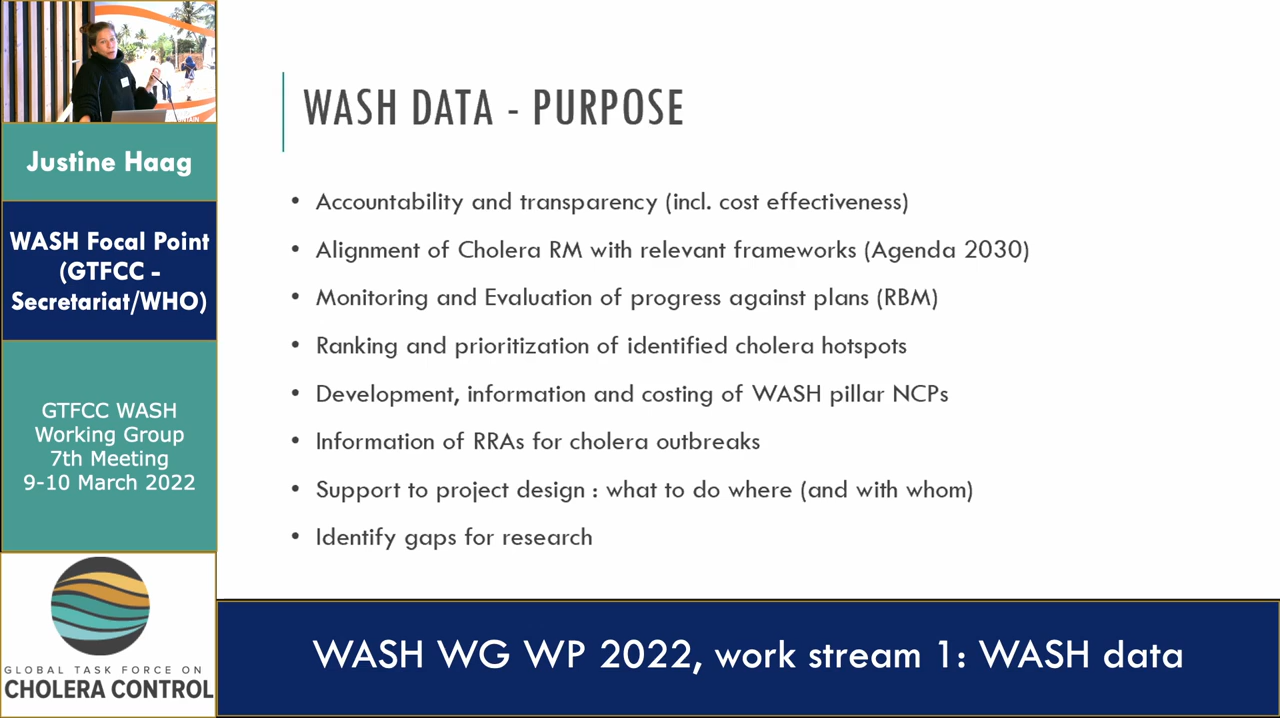 Justine Haag
WASH Focal Point
(GTFCC -
Secretariat/WHO)
GTFCC WASH
Working Group
7th Meeting
9-10 March 2022
GLOBAL TASK FORCE ON
CHOLERA CONTROL
WASH DATA - PURPOSE
• Accountability and transparency (incl. cost effectiveness)
• Alignment of Cholera RM with relevant frameworks (Agenda 2030)
• Monitoring and Evaluation of progress against plans (RBM)
• Ranking and prioritization of identified cholera hotspots
• Development, information and costing of WASH pillar NCPs
• Information of RRAs for cholera outbreaks
• Support to project design : what to do where (and with whom)
• Identify gaps for research
WASH WG WP 2022, work stream 1: WASH data